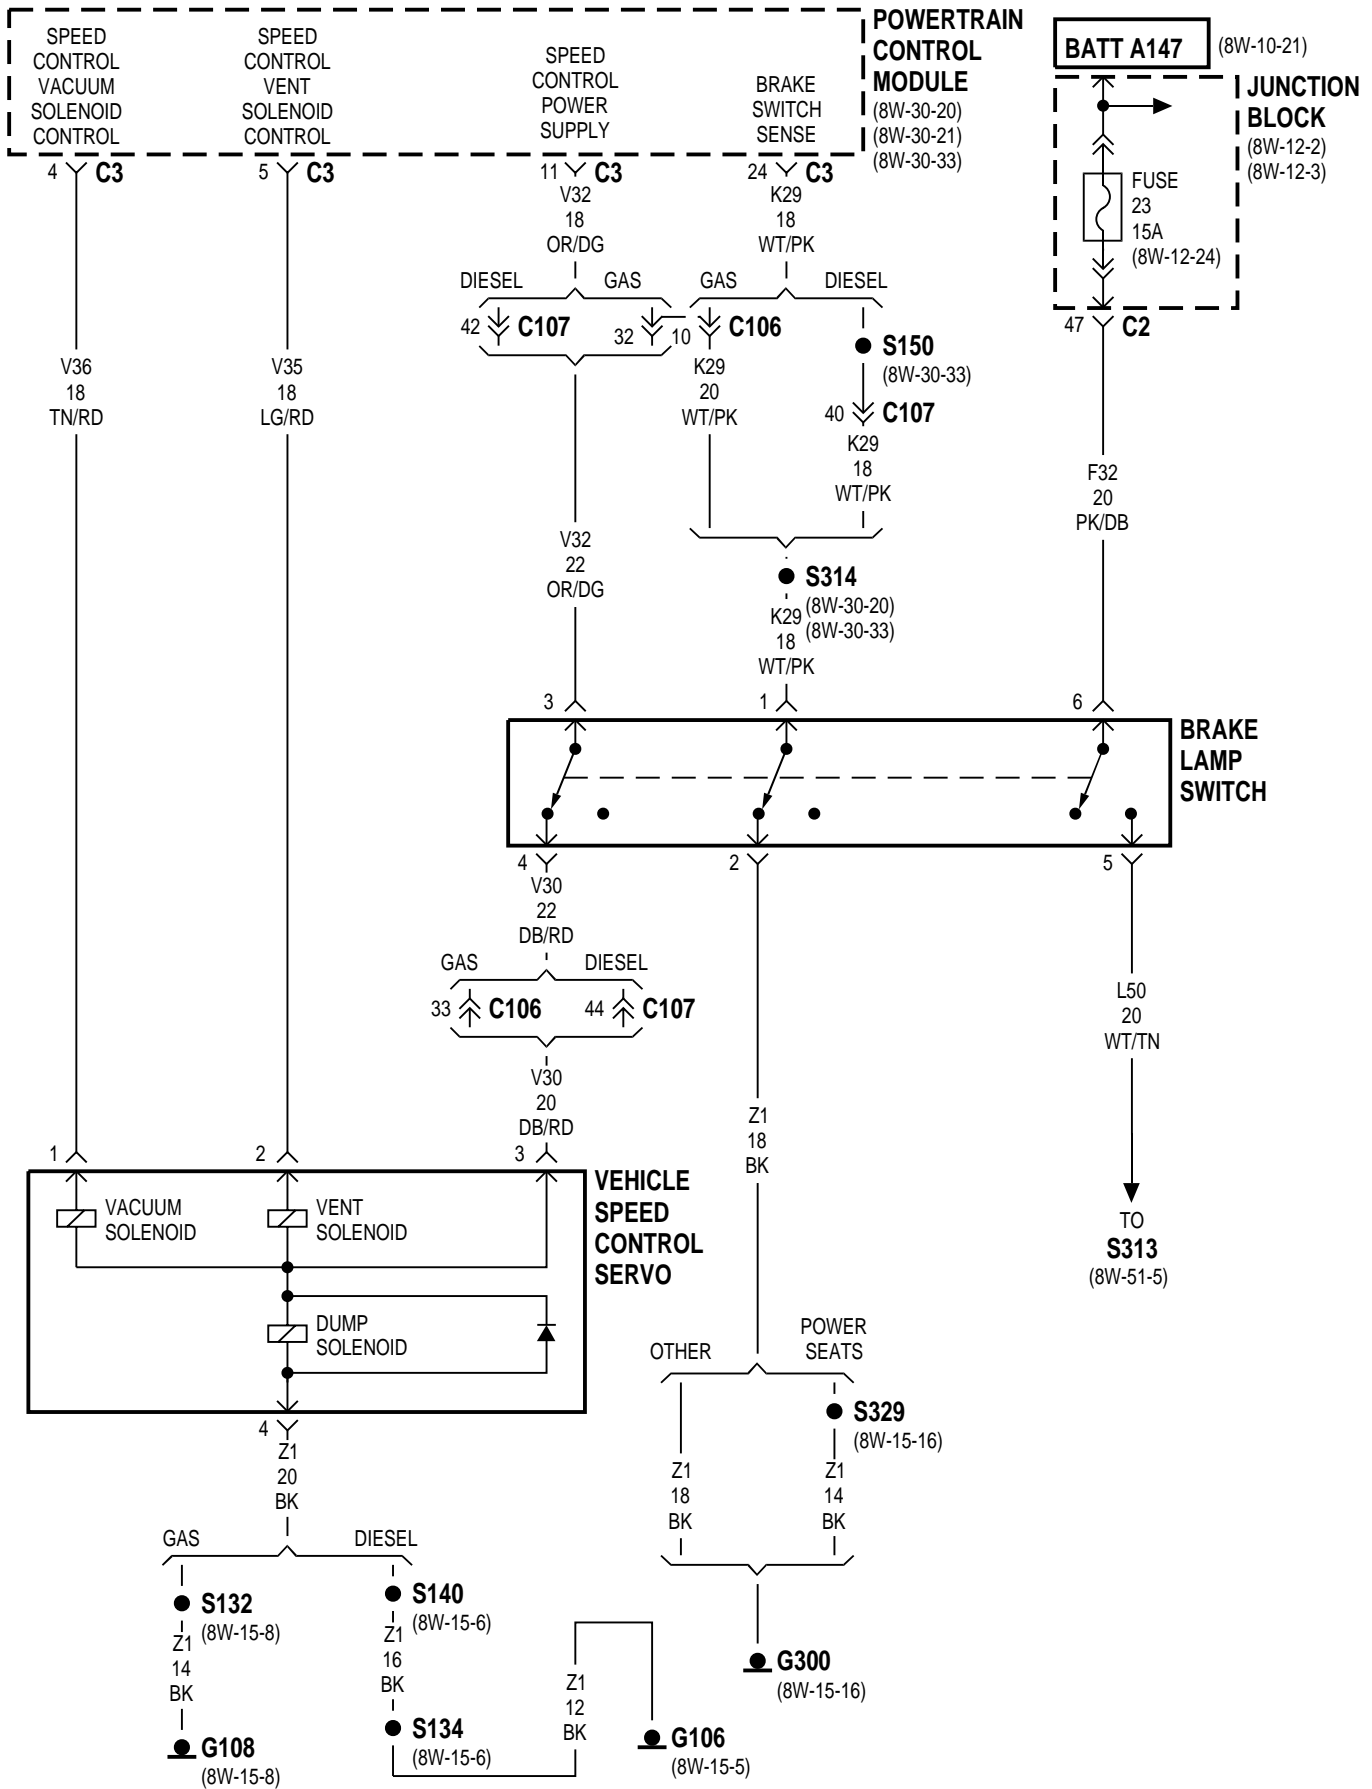 SPEED
CONTROL
VACUUM
SOLENOID
CONTROL
SPEED
CONTROL
VENT
SOLENOID
CONTROL
SPEED
CONTROL
POWER
SUPPLY
BRAKE
SWITCH
SENSE
POWERTRAIN
CONTROL
MODULE
(8W-30-20)
(8W-30-21)
(8W-30-33)
BATT A147
(8W-10-21)
JUNCTION
BLOCK
(8W-12-2)
(8W-12-3)
FUSE
23
15A
(8W-12-24)
4
C3
5
C3
11
C3
24
C3
V32
18
OR/DG
K29
18
WT/PK
DIESEL
GAS
GAS
DIESEL
42
C107
32
10
C106
S150
(8W-30-33)
47
C2
V36
18
TN/RD
V35
18
LG/RD
K29
20
WT/PK
40
C107
K29
18
WT/PK
F32
20
PK/DB
V32
22
OR/DG
S314
(8W-30-20)
(8W-30-33)
K29
18
WT/PK
3
1
6
BRAKE
LAMP
SWITCH
4
2
5
V30
22
DB/RD
GAS
DIESEL
33
C106
44
C107
V30
20
DB/RD
L50
20
WT/TN
Z1
18
BK
1
2
3
VEHICLE
SPEED
CONTROL
SERVO
VACUUM
SOLENOID
VENT
SOLENOID
DUMP
SOLENOID
TO
S313
(8W-51-5)
OTHER
POWER
SEATS
4
Z1
20
BK
S329
(8W-15-16)
Z1
18
BK
Z1
14
BK
GAS
DIESEL
S132
(8W-15-8)
Z1
14
BK
G108
(8W-15-8)
S140
(8W-15-6)
Z1
16
BK
S134
(8W-15-6)
Z1
12
BK
G106
(8W-15-5)
G300
(8W-15-16)